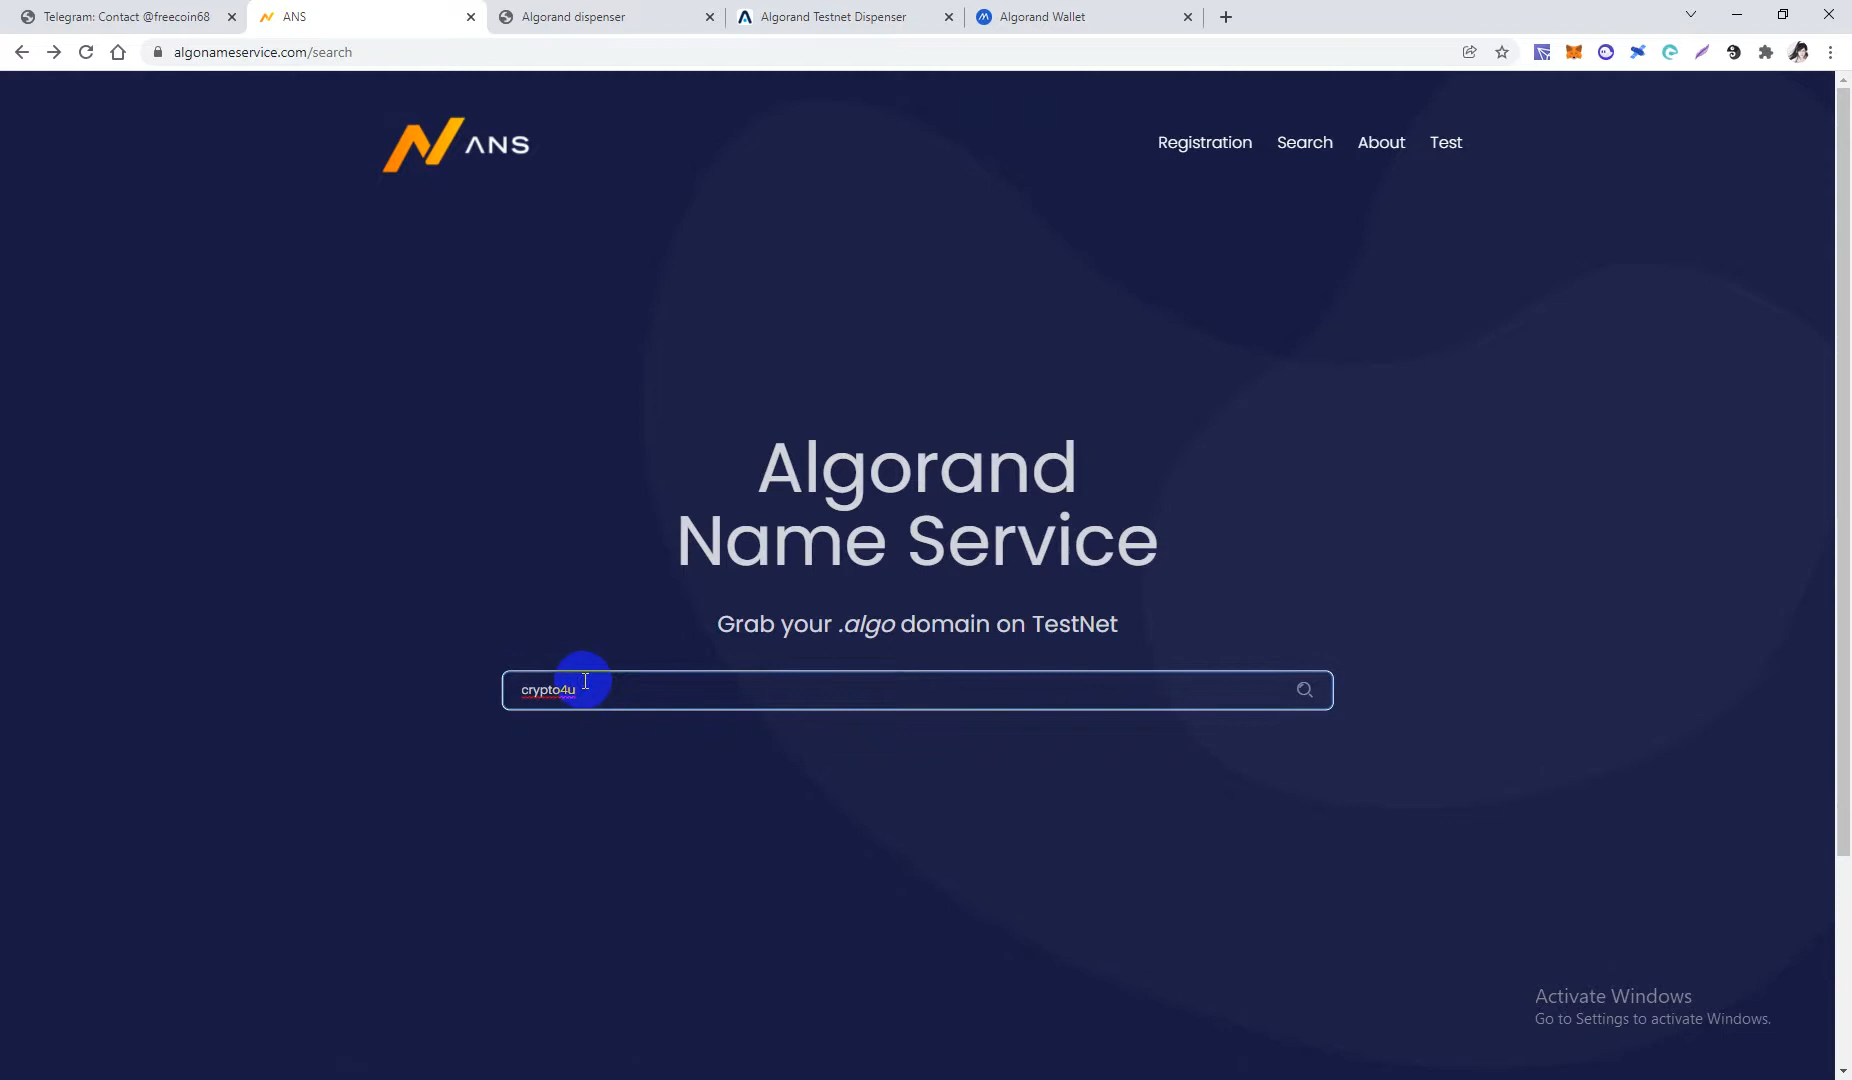 Telegram: Contact @freecoin68
ANS
Algorand dispenser
Algorand Testnet Dispenser
Algorand Wallet
algonameservice.com/search
ANS
Registration
Search
About
Test
Algorand
Name Service
Grab your .algo domain on TestNet
crypto4u
Activate Windows
Go to Settings to activate Windows.